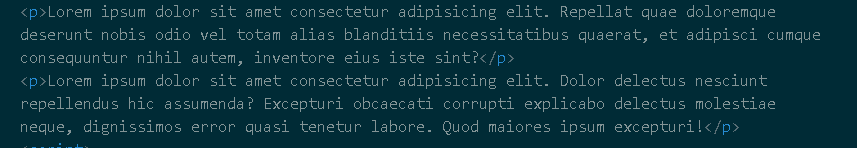 <p>Lorem ipsum dolor sit amet consectetur adipisicing elit. Repellat quae doloremque
deserunt nobis odio vel totam alias blanditiis necessitatibus quaerat, et adipisci cumque
consequuntur nihil autem, inventore eius iste sint?</p>
<p>Lorem ipsum dolor sit amet consectetur adipisicing elit. Dolor delectus nesciunt
repellendus hic assumenda? Excepturi obcaecati corrupti explicabo delectus molestiae
neque, dignissimos error quasi tenetur labore. Quod maiores ipsum excepturi!</p>